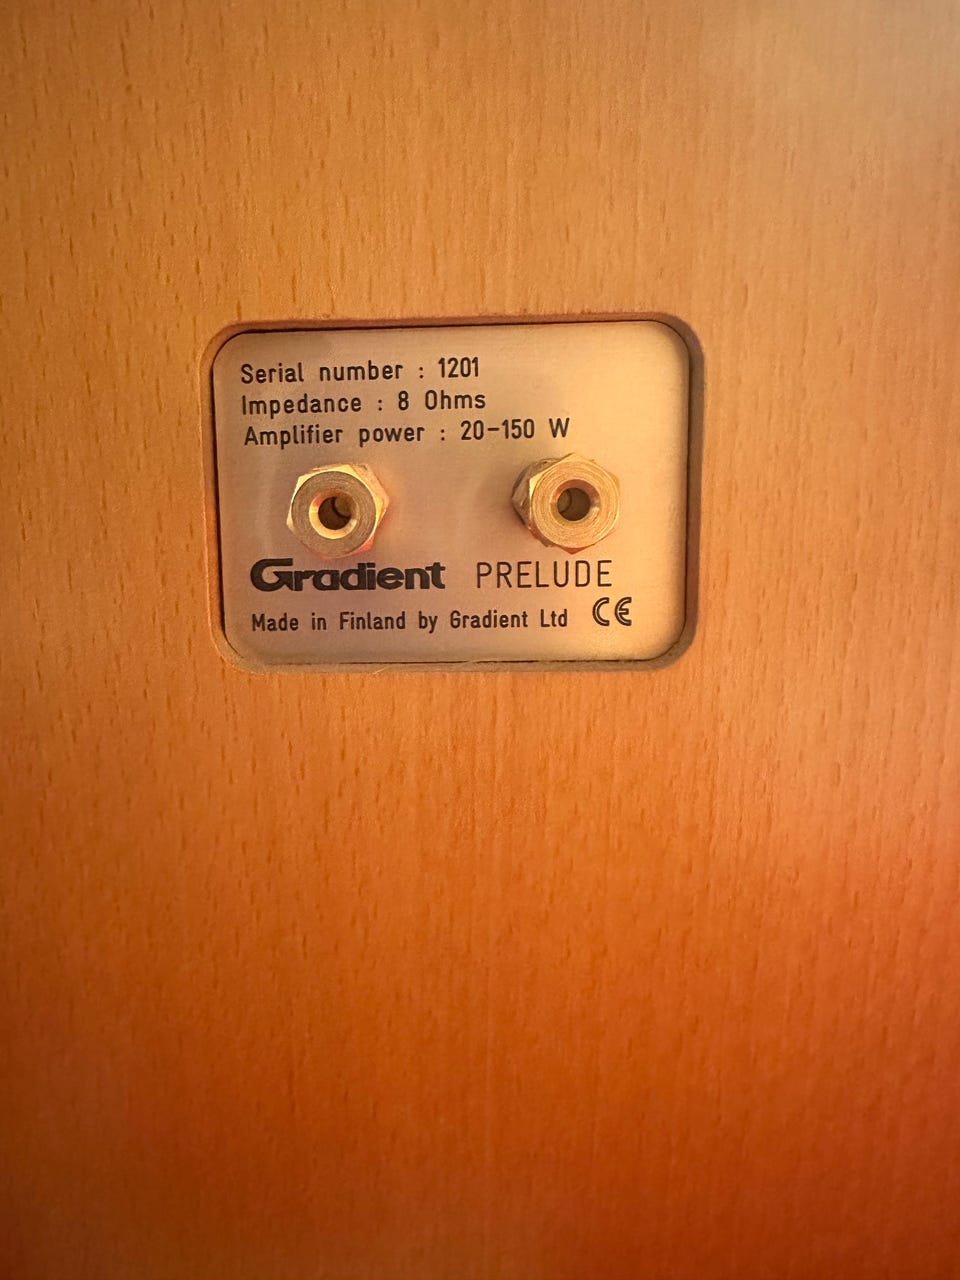 Serial number : 1201
Impedance : 8 Ohms
Amplifier power : 20-150 W
Gradient PRELUDE
Made in Finland by Gradient Ltd CE